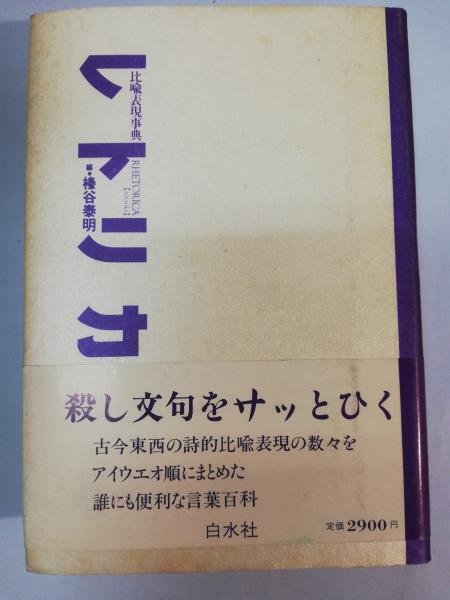 レトリカ
比喩表現事典
RHETORICA
編・榛谷泰明
殺し文句をサッとひく
古今東西の詩的比喩表現の数々を
アイウエオ順にまとめた
誰にも便利な言葉百科
白水社
定価2900円